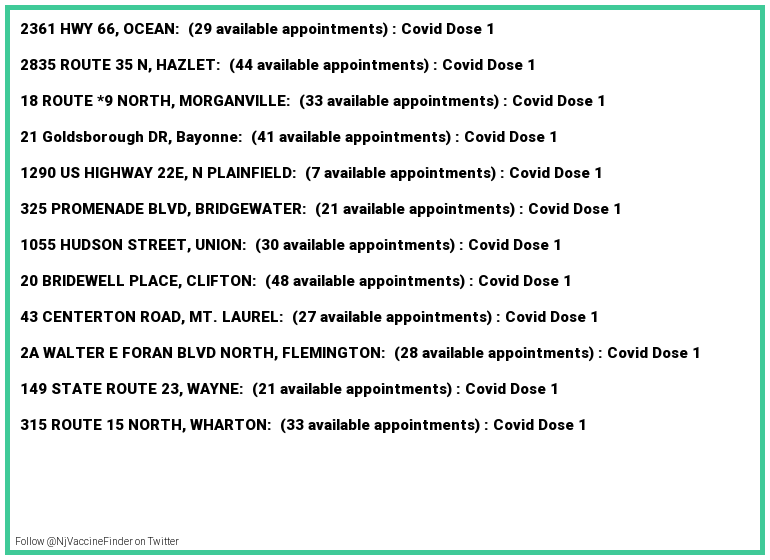 2361 HWY 66, OCEAN: (29 available appointments) : Covid Dose 1
2835 ROUTE 35 N, HAZLET: (44 available appointments) : Covid Dose 1
18 ROUTE *9 NORTH, MORGANVILLE: (33 available appointments) : Covid Dose 1
21 Goldsborough DR, Bayonne: (41 available appointments) : Covid Dose 1
1290 US HIGHWAY 22E, N PLAINFIELD: (7 available appointments) : Covid Dose 1
325 PROMENADE BLVD, BRIDGEWATER: (21 available appointments) : Covid Dose 1
1055 HUDSON STREET, UNION: (30 available appointments) : Covid Dose 1
20 BRIDEWELL PLACE, CLIFTON: (48 available appointments) : Covid Dose 1
43 CENTERTON ROAD, MT. LAUREL: (27 available appointments) : Covid Dose 1
2A WALTER E FORAN BLVD NORTH, FLEMINGTON: (28 available appointments) : Covid Dose 1
149 STATE ROUTE 23, WAYNE: (21 available appointments) : Covid Dose 1
315 ROUTE 15 NORTH, WHARTON: (33 available appointments) : Covid Dose 1
Follow @NjVaccineFinder on Twitter